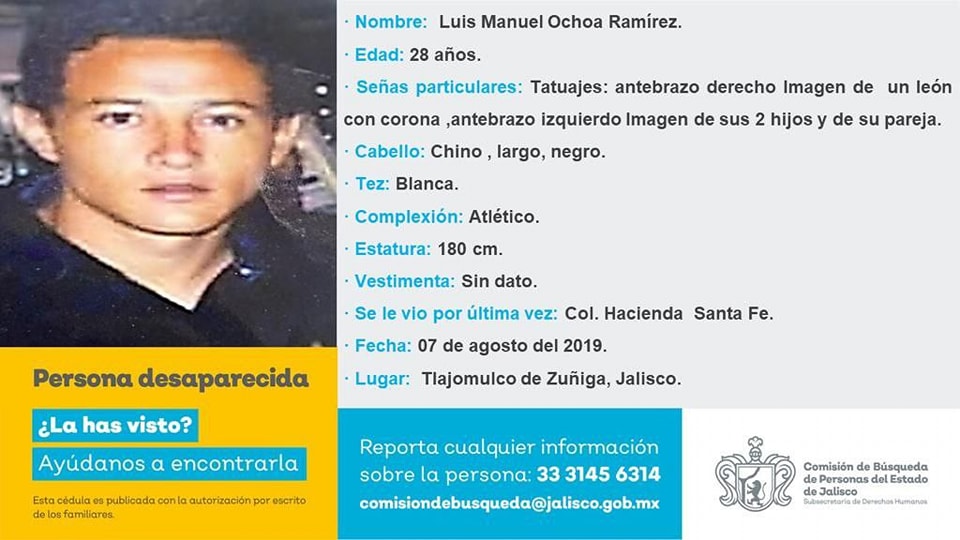 · Nombre: Luis Manuel Ochoa Ramírez.
· Edad: 28 años.
· Señas particulares: Tatuajes: antebrazo derecho Imagen de un león
con corona ,antebrazo izquierdo Imagen de sus 2 hijos y de su pareja.
· Cabello: Chino , largo, negro.
· Tez: Blanca.
· Complexión: Atlético.
· Estatura: 180 cm.
· Vestimenta: Sin dato.
· Se le vio por última vez: Col. Hacienda Santa Fe.
· Fecha: 07 de agosto del 2019.
· Lugar: Tlajomulco de Zuñiga, Jalisco.
Persona desaparecida
¿La has visto?
Ayúdanos a encontrarla
Esta cédula es publicada con la autorización por escrito
de los familiares.
Reporta cualquier información
sobre la persona: 33 3145 6314
comisiondebusqueda@jalisco.gob.mx
Comisión de Búsqueda
de Personas del Estado
de Jalisco
Subsecretaría de Derechos Humanos